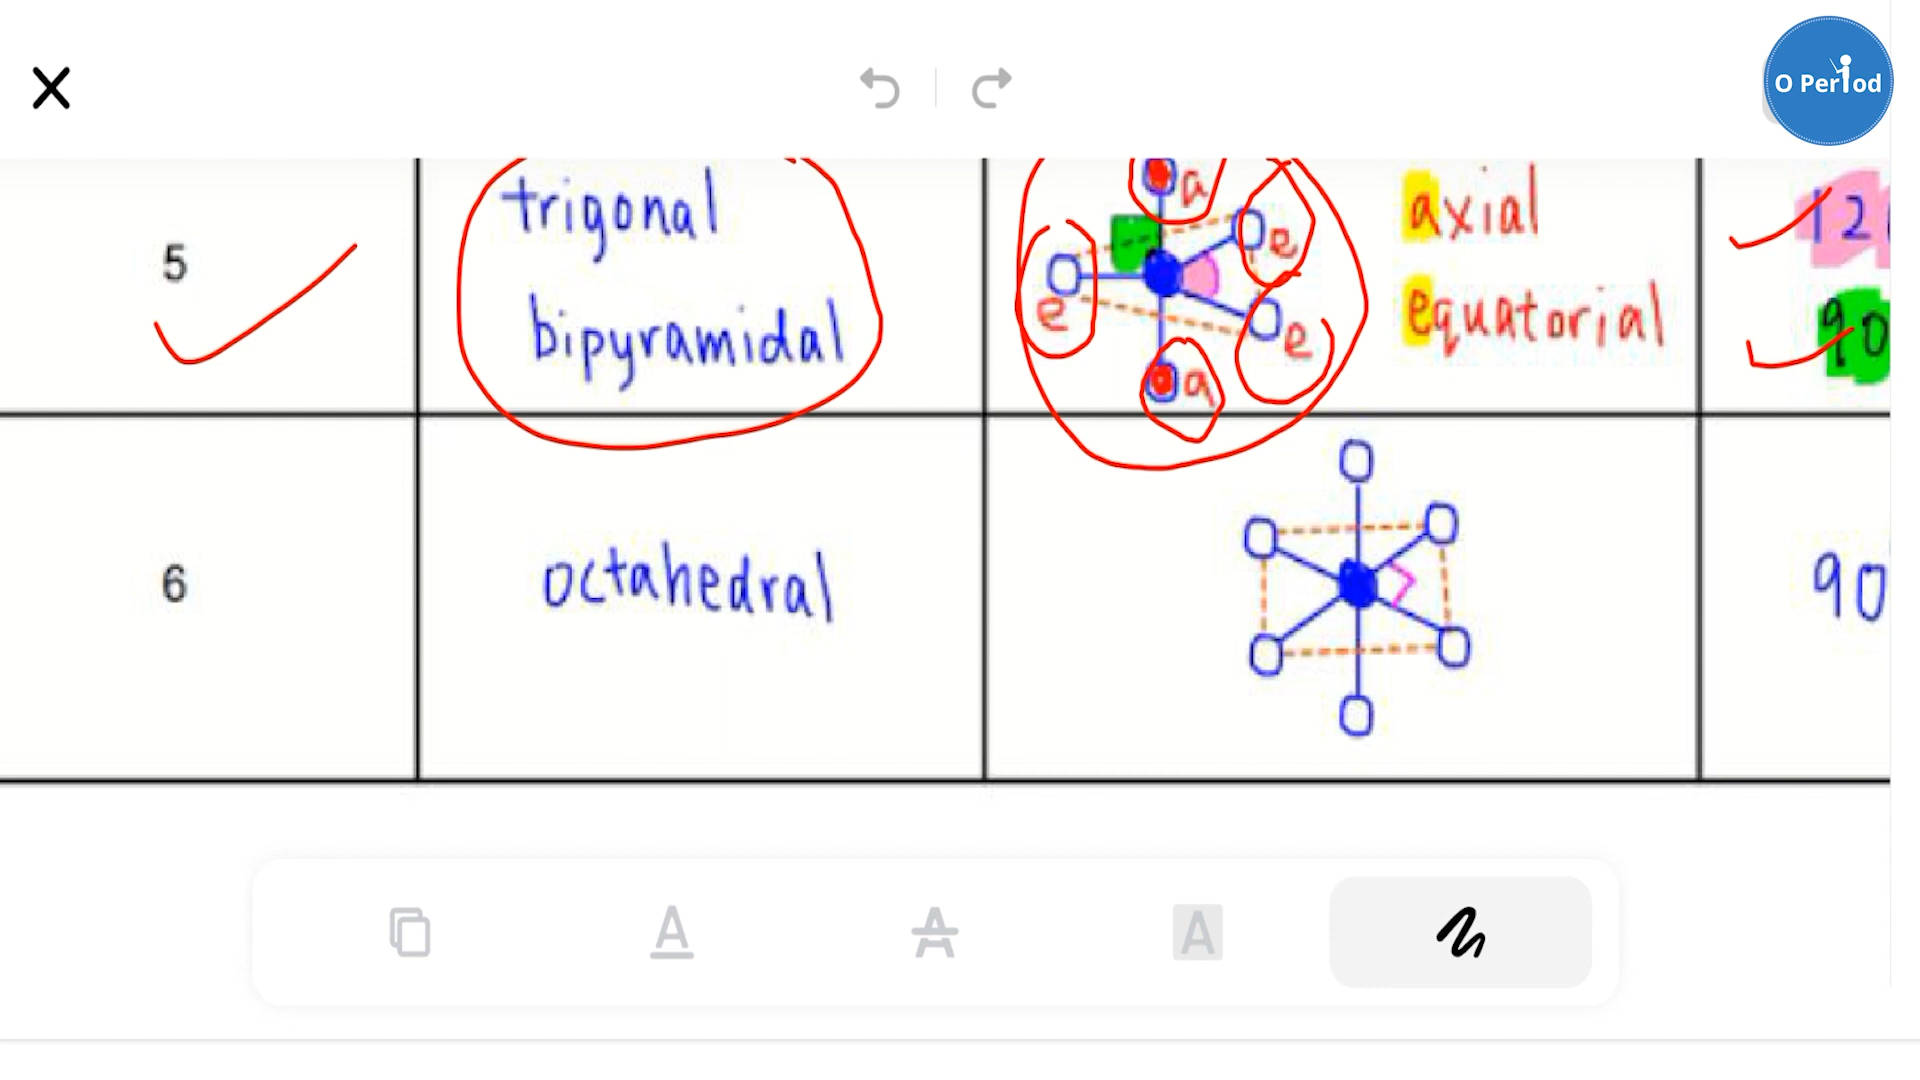 O Period
5
trigonal
bipyramidal
a
e
e
e
a
axial
equatorial
12
90
6
octahedral
90
A
A
A